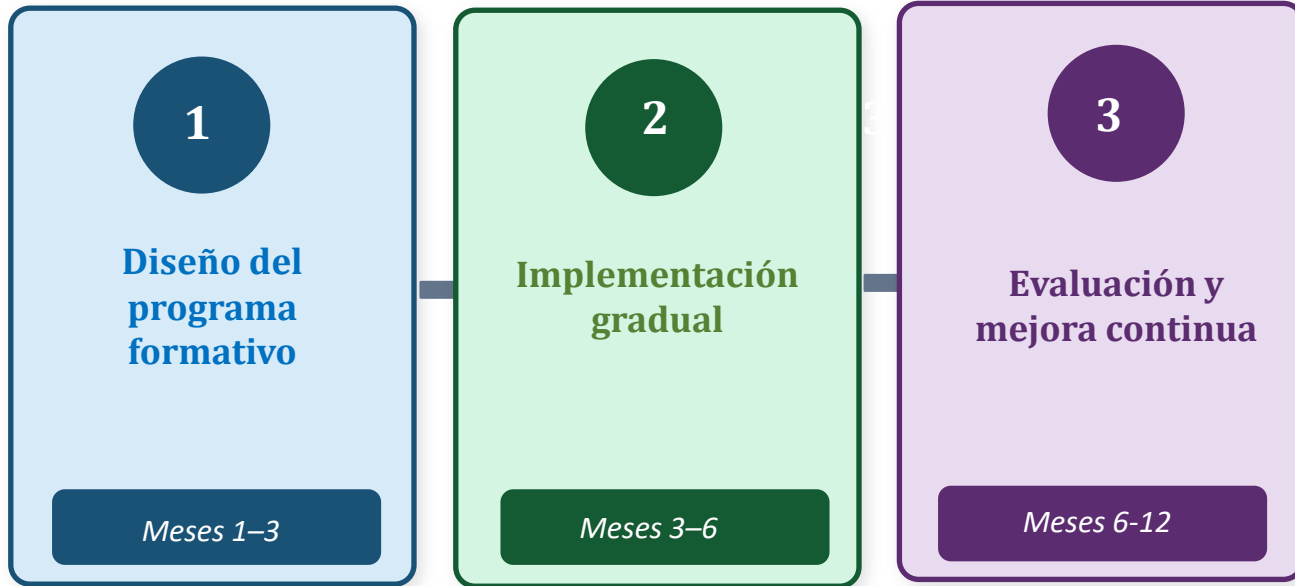 1
Diseño del
programa
formativo
Meses 1–3
2
Implementación
gradual
Meses 3–6
3
3
Evaluación y
mejora continua
Meses 6-12